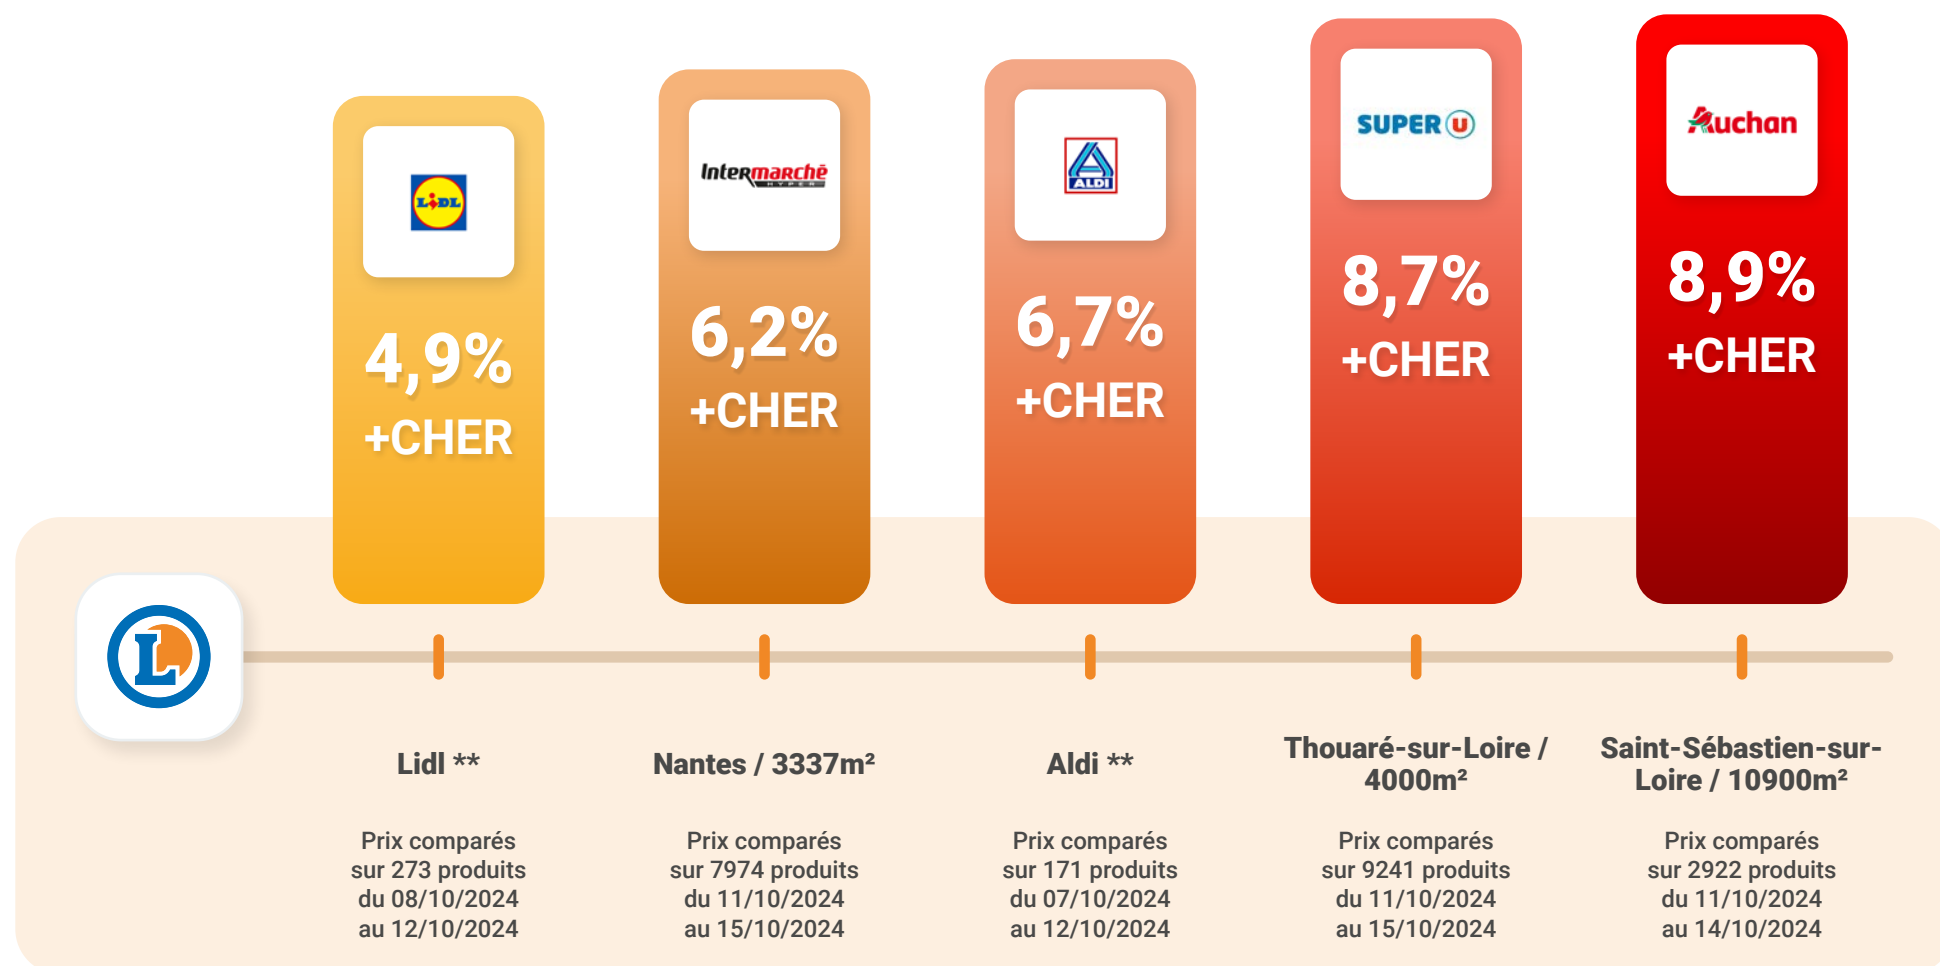 LIDL
4,9%
+CHER
Intermarchē
HYPER
6,2%
+CHER
ALDI
6,7%
+CHER
SUPER U
8,7%
+CHER
Auchan
8,9%
+CHER
L
Lidl **
Prix comparés
sur 273 produits
du 08/10/2024
au 12/10/2024
Nantes / 3337m²
Prix comparés
sur 7974 produits
du 11/10/2024
au 15/10/2024
Aldi **
Prix comparés
sur 171 produits
du 07/10/2024
au 12/10/2024
Thouaré-sur-Loire /
4000m²
Prix comparés
sur 9241 produits
du 11/10/2024
au 15/10/2024
Saint-Sébastien-sur-
Loire / 10900m²
Prix comparés
sur 2922 produits
du 11/10/2024
au 14/10/2024